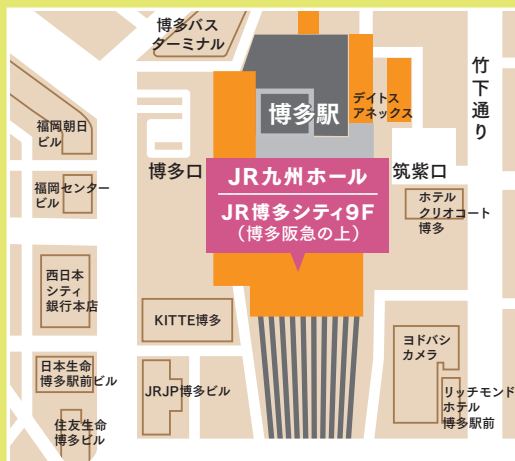 博多バス
ターミナル
竹下通り
デイトス
アネックス
博多駅
福岡朝日
ビル
博多口
筑紫口
JR九州ホール
JR博多シティ9F
（博多阪急の上）
福岡センター
ビル
ホテル
クリオコート
博多
西日本
シティ
銀行本店
KITTE博多
ヨドバシ
カメラ
日本生命
博多駅前ビル
JRJP博多ビル
リッチモンド
ホテル
博多駅前
住友生命
博多ビル